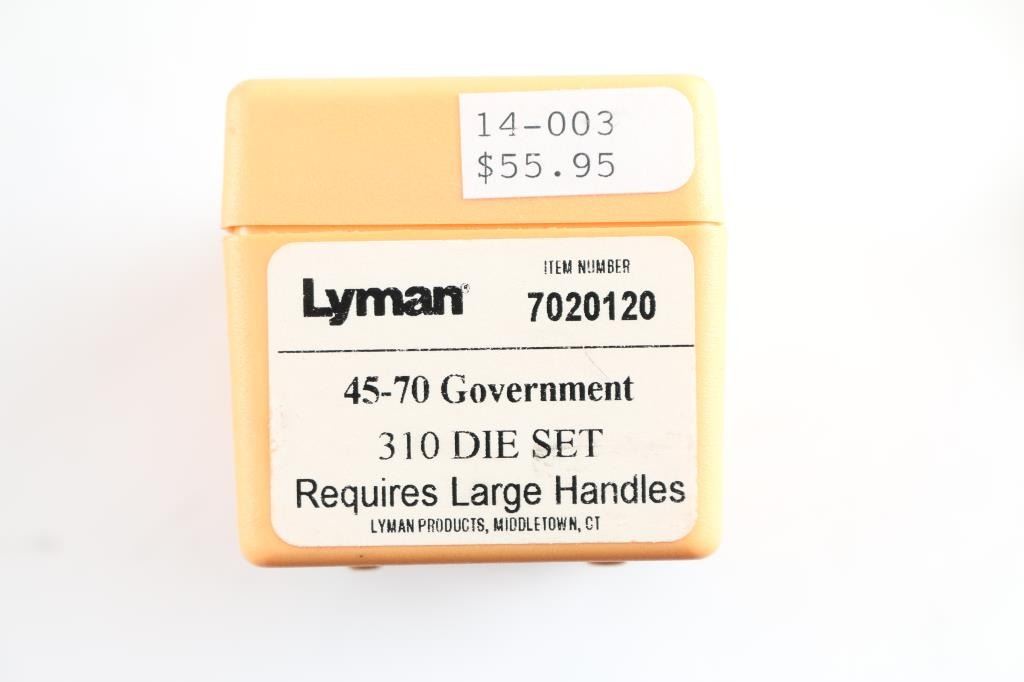 14-003
$55.95
Lyman®
ITEM NUMBER
7020120
45-70 Government
310 DIE SET
Requires Large Handles
LYMAN PRODUCTS, MIDDLETOWN, CT